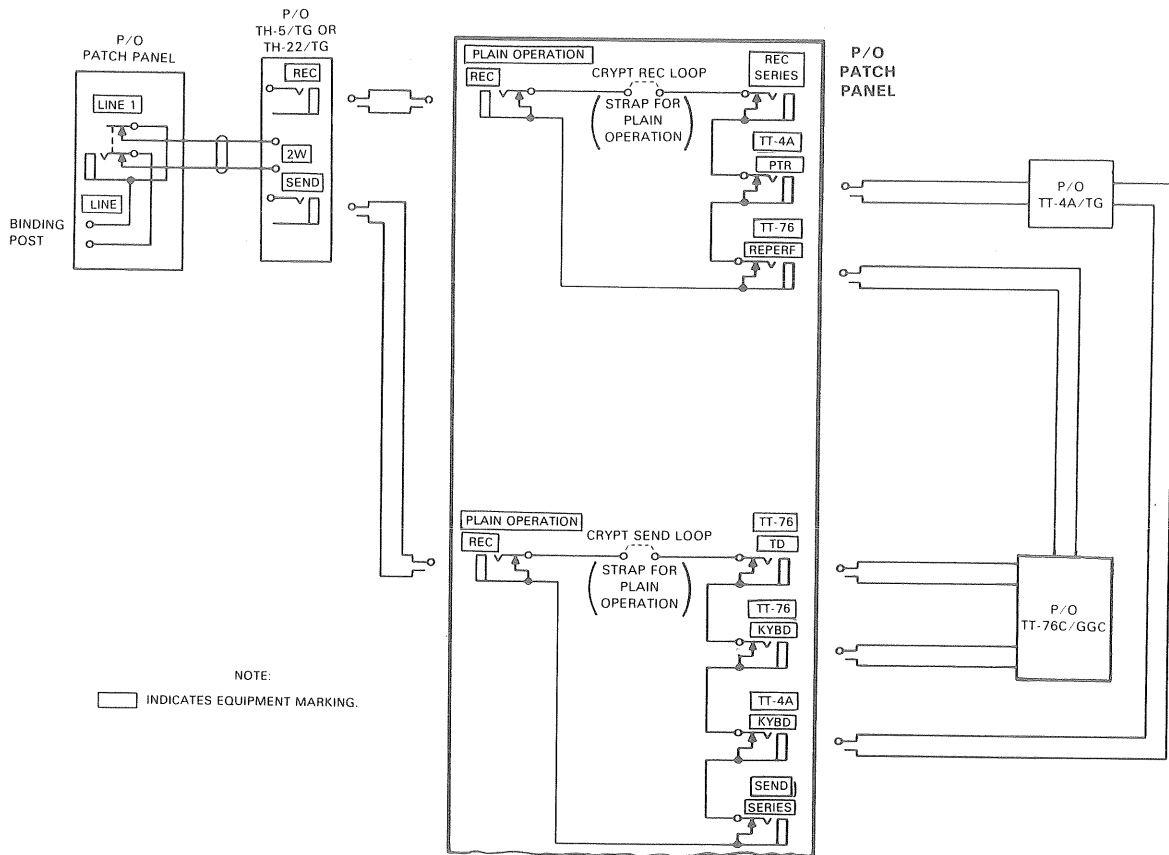 P/O
PATCH PANEL
LINE 1
LINE
BINDING
POST
P/O
TH-5/TG OR
TH-22/TG
REC
2W
SEND
PLAIN OPERATION
REC
CRYPT REC LOOP
(STRAP FOR
PLAIN
OPERATION)
REC
SERIES
TT-4A
PTR
TT-76
REPERF
P/O
PATCH
PANEL
P/O
TT-4A/TG
PLAIN OPERATION
REC
CRYPT SEND LOOP
(STRAP FOR
PLAIN
OPERATION)
TT-76
TD
TT-76
KYBD
TT-4A
KYBD
SEND
SERIES
P/O
TT-76C/GGC
NOTE:
INDICATES EQUIPMENT MARKING.